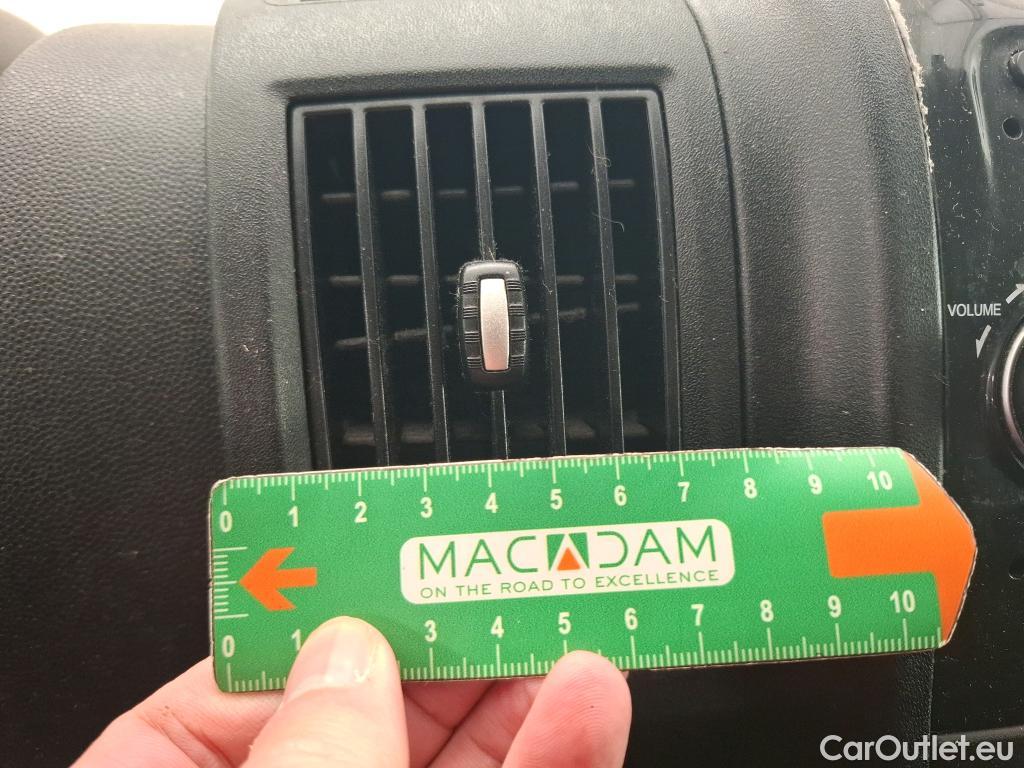 VOLUME
0 1 2 3 4 5 6 7 8 9 10
MACADAM
ON THE ROAD TO EXCELLENCE
0 1 3 4 5 6 7 8 9 10
CarOutlet.eu